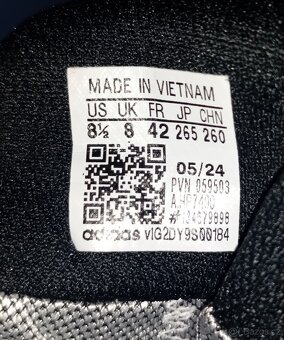 MADE IN VIETNAM
US UK FR JP CHN
8½ 8 42 265 260
05/24
PVN 059503
adidas vIG2DY9S00184